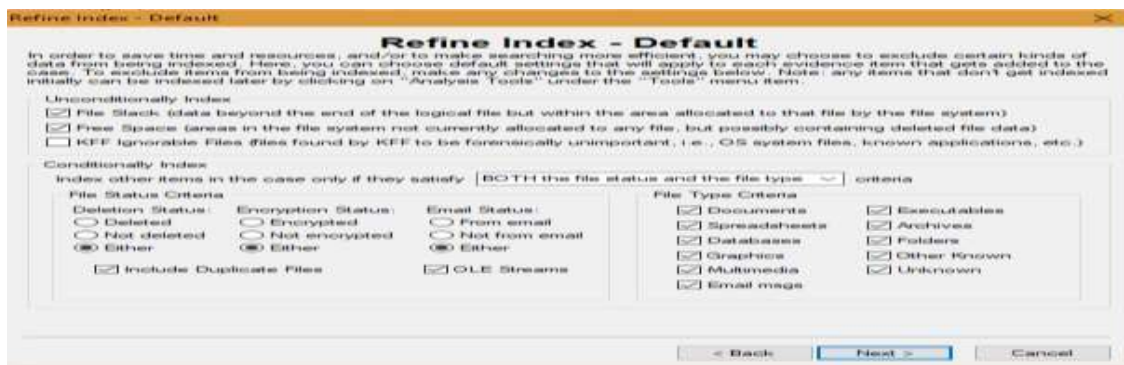 Refine Index - Default
Refine Index - Default
In order to save time and resources, and/or to make searching more efficient, you may choose to exclude certain kinds of
data from being indexed. Here, you can choose default settings that will apply to each evidence item that gets added to the
case. To exclude items from being indexed, make any changes to the settings below. Note: any items that don't get indexed
initially can be indexed later by clicking on "Analysis Tools" under the "Tools" menu item.
Unconditionally Index
File Slack (data beyond the end of the logical file but within the area allocated to that file by the file system)
Free Space (areas in the file system not currently allocated to any file, but possibly containing deleted file data)
KFF Ignorable Files (files found by KFF to be forensically unimportant, i.e., OS system files, known applications, etc.)
Conditionally Index
Index other items in the case only if they satisfy BOTH the file status and the file type criteria
File Status Criteria
Deletion Status:
Deleted
Not deleted
Either
Encryption Status:
Encrypted
Not encrypted
Either
Email Status:
From email
Not from email
Either
Include Duplicate Files
OLE Streams
File Type Criteria
Documents
Spreadsheets
Databases
Graphics
Multimedia
Email msgs
Executables
Archives
Folders
Other Known
Unknown
< Back
Next >
Cancel